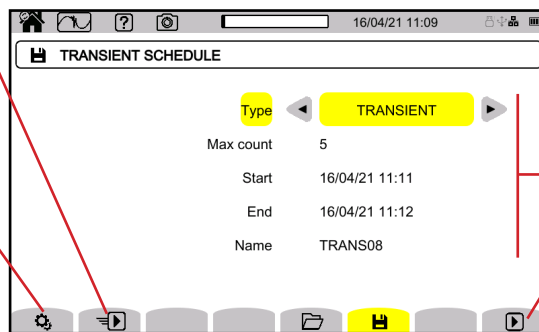 ? 16/04/21 11:09
TRANSIENT SCHEDULE
Type TRANSIENT
Max count 5
Start 16/04/21 11:11
End 16/04/21 11:12
Name TRANS08